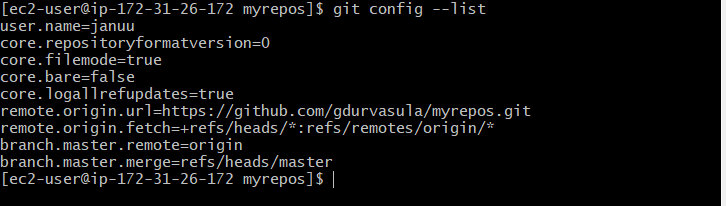 [ec2-user@ip-172-31-26-172 myrepos]$ git config --list
user.name=januu
core.repositoryformatversion=0
core.filemode=true
core.bare=false
core.logallrefupdates=true
remote.origin.url=https://github.com/gdurvasula/myrepos.git
remote.origin.fetch=+refs/heads/*:refs/remotes/origin/*
branch.master.remote=origin
branch.master.merge=refs/heads/master
[ec2-user@ip-172-31-26-172 myrepos]$